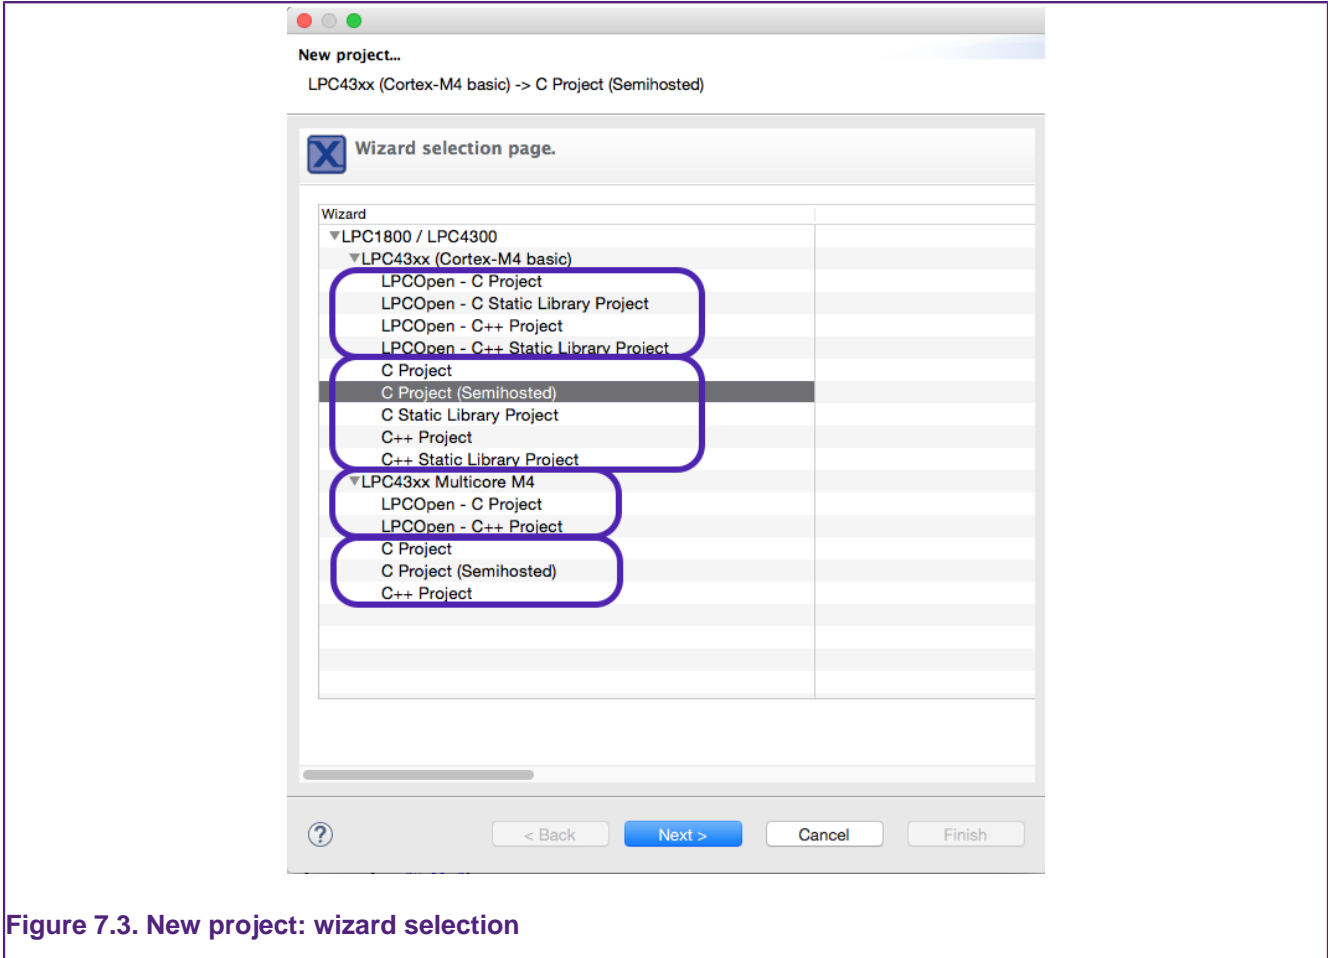 New project...
LPC43xx (Cortex-M4 basic) -> C Project (Semihosted)
X
Wizard selection page.
Wizard
LPC1800 / LPC4300
LPC43xx (Cortex-M4 basic)
LPCOpen - C Project
LPCOpen - C Static Library Project
LPCOpen - C++ Project
LPCOpen - C++ Static Library Project
C Project
C Project (Semihosted)
C Static Library Project
C++ Project
C++ Static Library Project
LPC43xx Multicore M4
LPCOpen - C Project
LPCOpen - C++ Project
C Project
C Project (Semihosted)
C++ Project
? < Back Next > Cancel Finish
Figure 7.3. New project: wizard selection